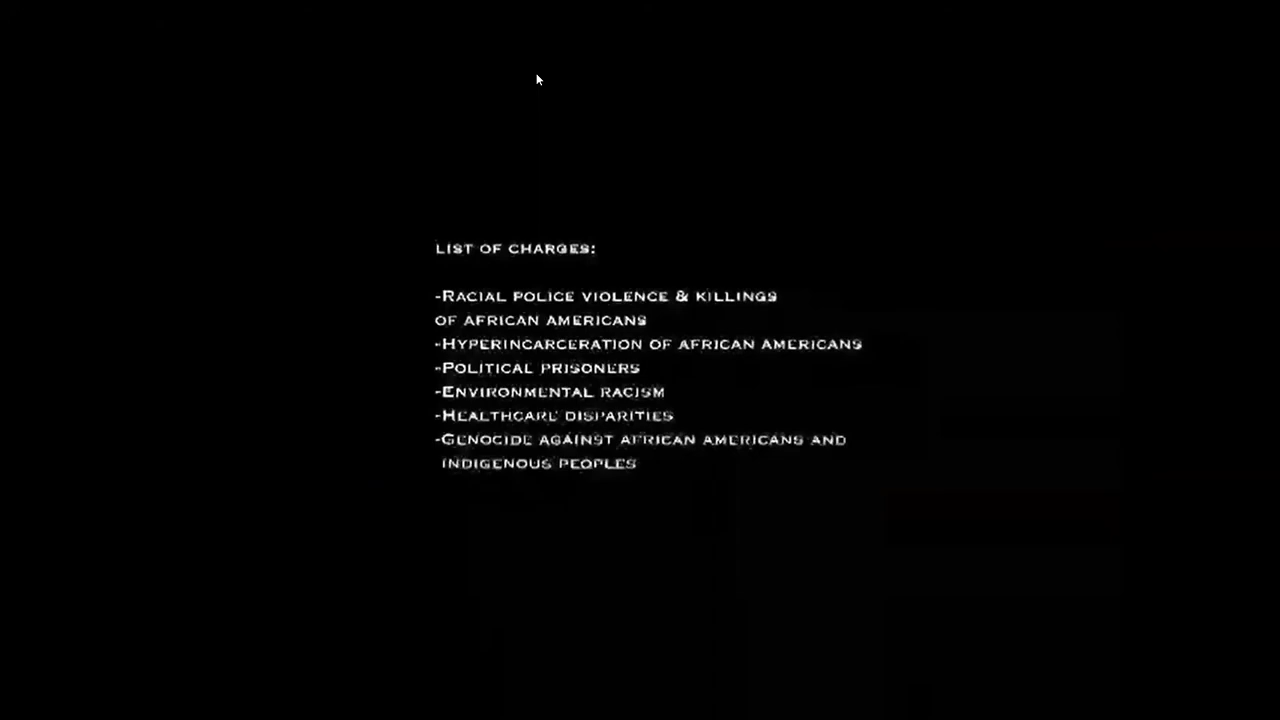 LIST OF CHARGES:
-RACIAL POLICE VIOLENCE & KILLINGS
OF AFRICAN AMERICANS
-HYPERINCARCERATION OF AFRICAN AMERICANS
-POLITICAL PRISONERS
-ENVIRONMENTAL RACISM
-HEALTHCARE DISPARITIES
-GENOCIDE AGAINST AFRICAN AMERICANS AND
INDIGENOUS PEOPLES